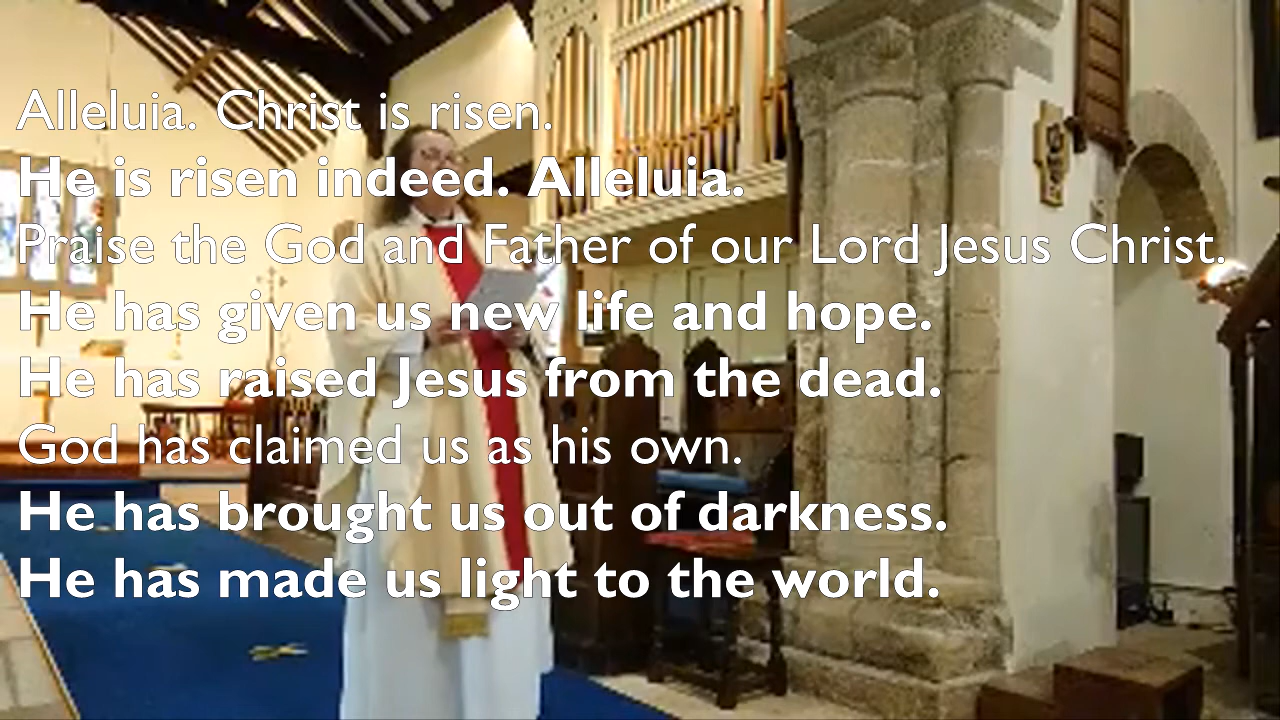 Alleluia. Christ is risen.
He is risen indeed. Alleluia.
Praise the God and Father of our Lord Jesus Christ.
He has given us new life and hope.
He has raised Jesus from the dead.
God has claimed us as his own.
He has brought us out of darkness.
He has made us light to the world.